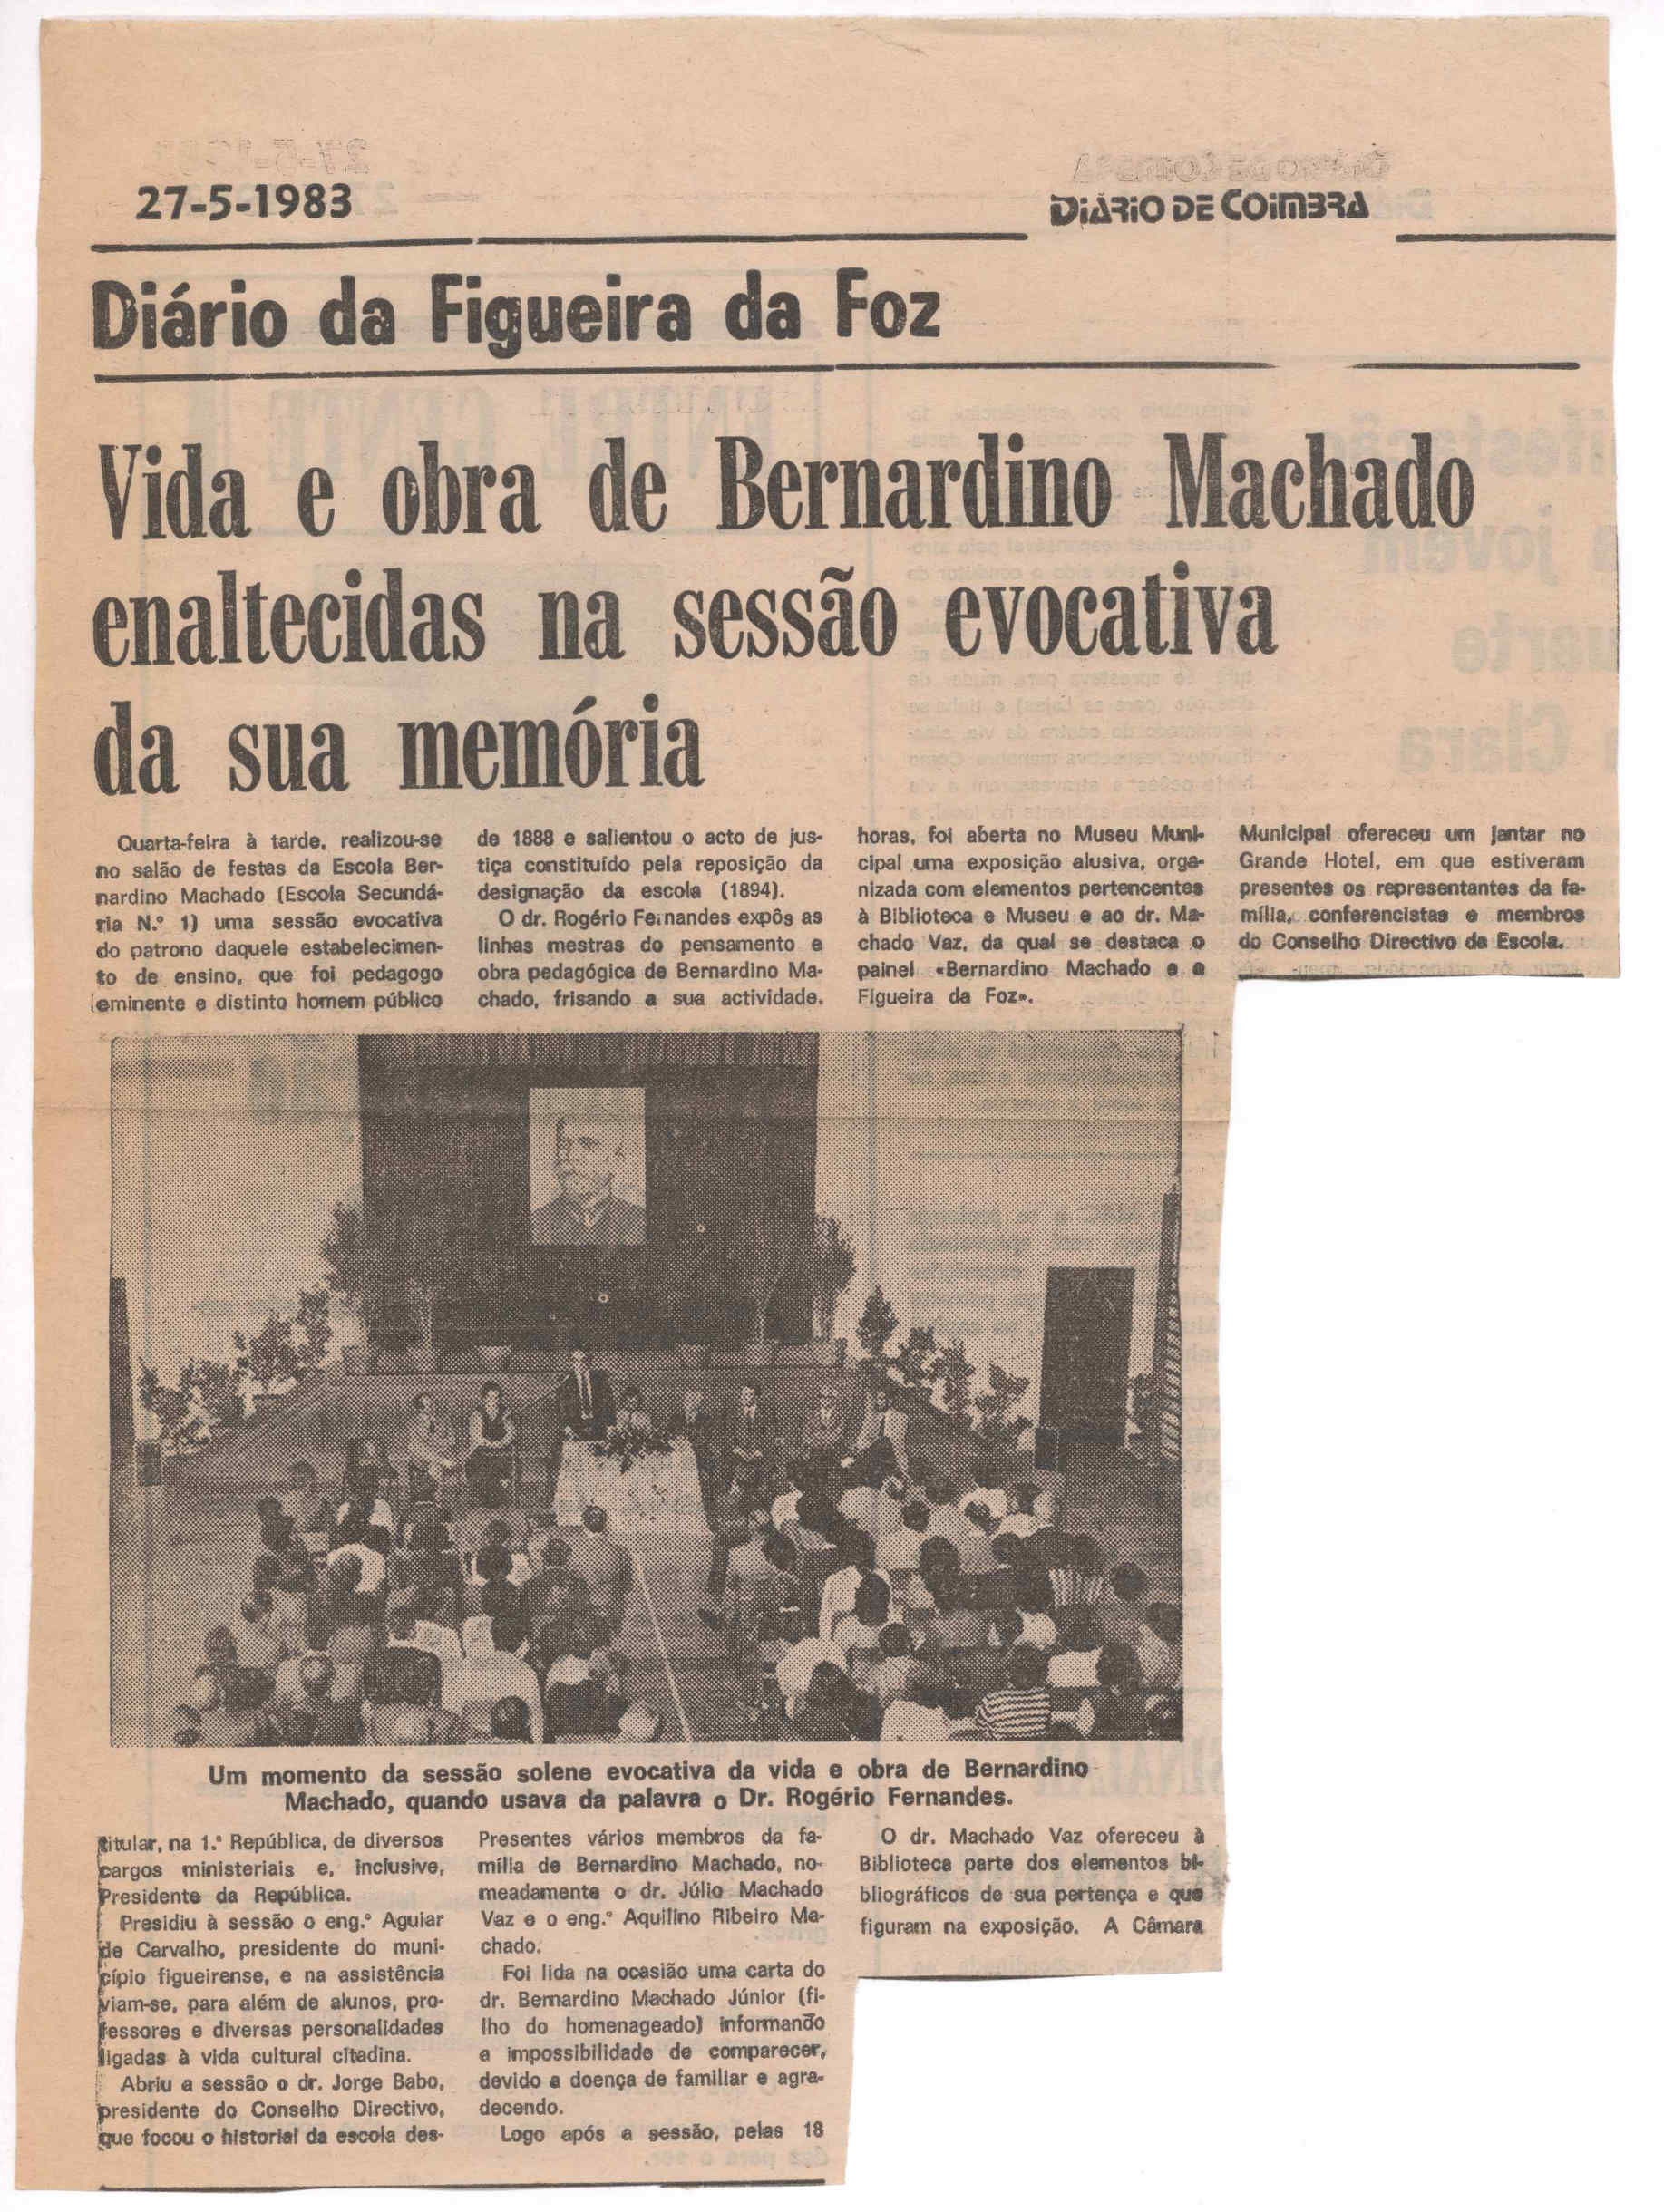 27-5-1983
DIÁRIO DE COIMBRA
Diário da Figueira da Foz
Vida e obra de Bernardino Machado
enaltecidas na sessão evocativa
da sua memória
Quarta-feira à tarde, realizou-se
no salão de festas da Escola Ber-
nardino Machado (Escola Secundá-
ria N.º 1) uma sessão evocativa
do patrono daquele estabelecimen-
to de ensino, que foi pedagogo
eminente e distinto homem público
titular, na 1.ª República, de diversos
cargos ministeriais e, inclusive,
Presidente da República.
Presidiu à sessão o eng.º Aguiar
de Carvalho, presidente do muni-
cípio figueirense, e na assistência
viam-se, para além de alunos, pro-
fessores e diversas personalidades
ligadas à vida cultural citadina.
Abriu a sessão o dr. Jorge Babo,
presidente do Conselho Directivo,
que focou o historial da escola des-
de 1888 e salientou o acto de jus-
tiça constituído pela reposição da
designação da escola (1894).
O dr. Rogério Fernandes expôs as
linhas mestras do pensamento e
obra pedagógica de Bernardino Ma-
chado, frisando a sua actividade.
Presentes vários membros da fa-
mília de Bernardino Machado, no-
meadamente o dr. Júlio Machado
Vaz e o eng.º Aquilino Ribeiro Ma-
chado.
Foi lida na ocasião uma carta do
dr. Bernardino Machado Júnior (fi-
lho do homenageado) informando
a impossibilidade de comparecer,
devido a doença de familiar e agra-
decendo.
Logo após a sessão, pelas 18
horas, foi aberta no Museu Muni-
cipal uma exposição alusiva, orga-
nizada com elementos pertencentes
à Biblioteca e Museu e ao dr. Ma-
chado Vaz, da qual se destaca o
painel «Bernardino Machado e a
Figueira da Foz».
O dr. Machado Vaz ofereceu à
Biblioteca parte dos elementos bi-
bliográficos de sua pertença e que
figuram na exposição. A Câmara
Municipal ofereceu um jantar no
Grande Hotel, em que estiveram
presentes os representantes da fa-
mília, conferencistas e membros
do Conselho Directivo da Escola.
Um momento da sessão solene evocativa da vida e obra de Bernardino
Machado, quando usava da palavra o Dr. Rogério Fernandes.